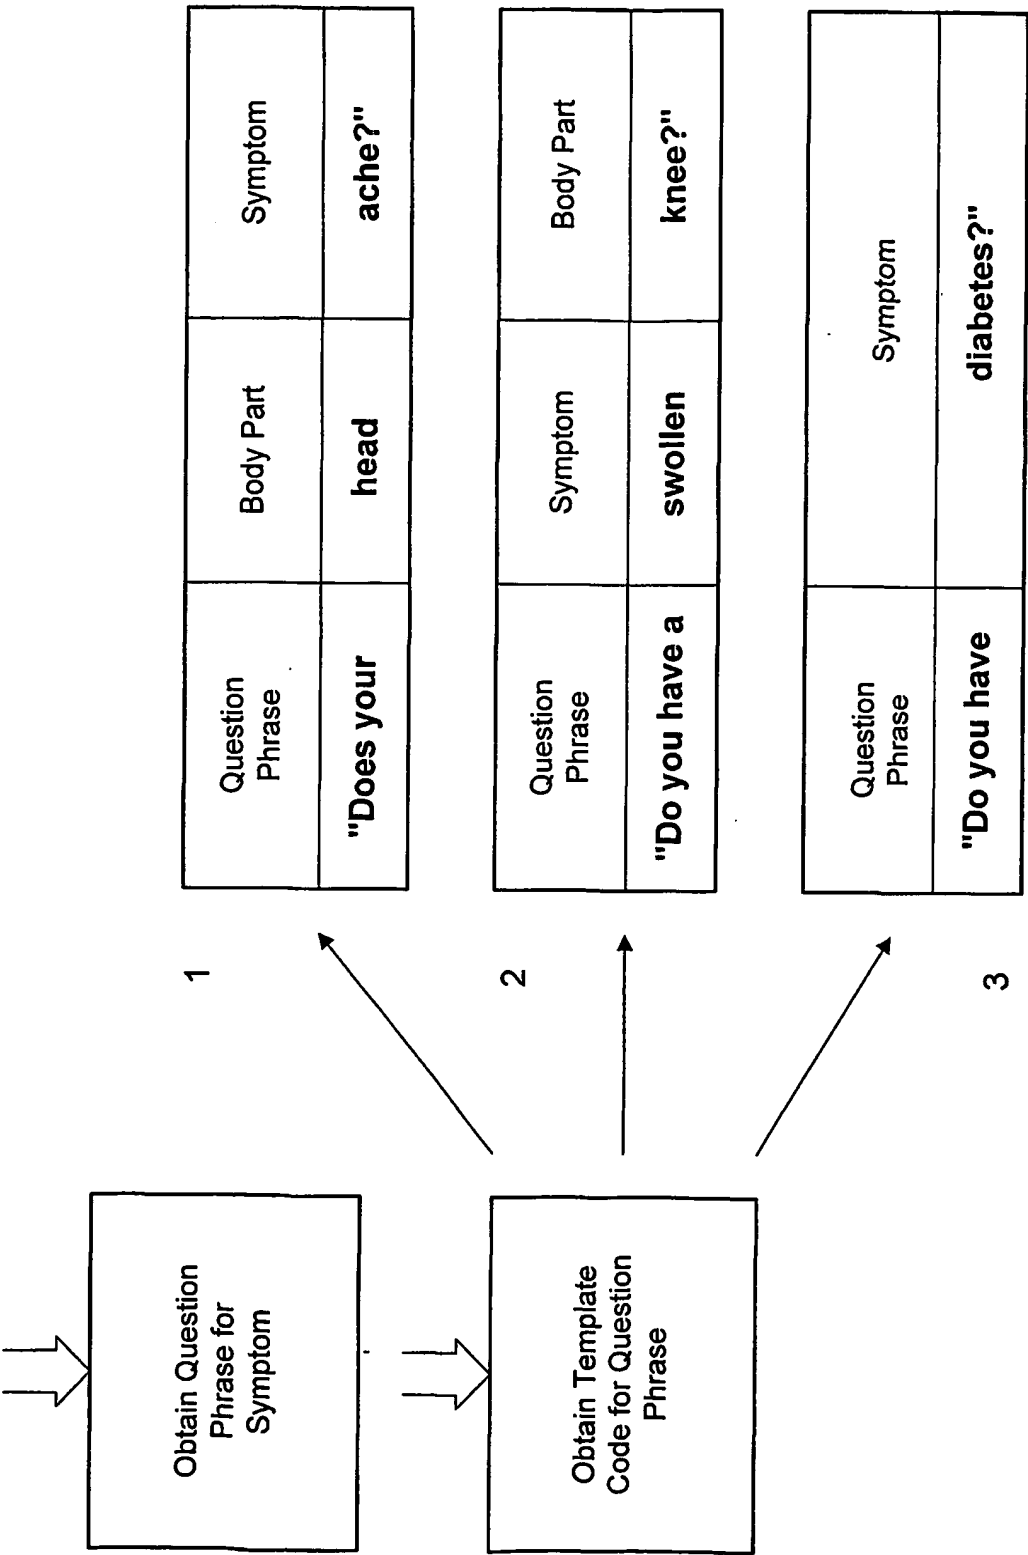 Obtain Question
Phrase for
Symptom
Obtain Template
Code for Question
Phrase
1
Question
Phrase
Body Part
Symptom
"Does your
head
ache?"
2
Question
Phrase
Symptom
Body Part
"Do you have a
swollen
knee?"
3
Question
Phrase
Symptom
"Do you have
diabetes?"